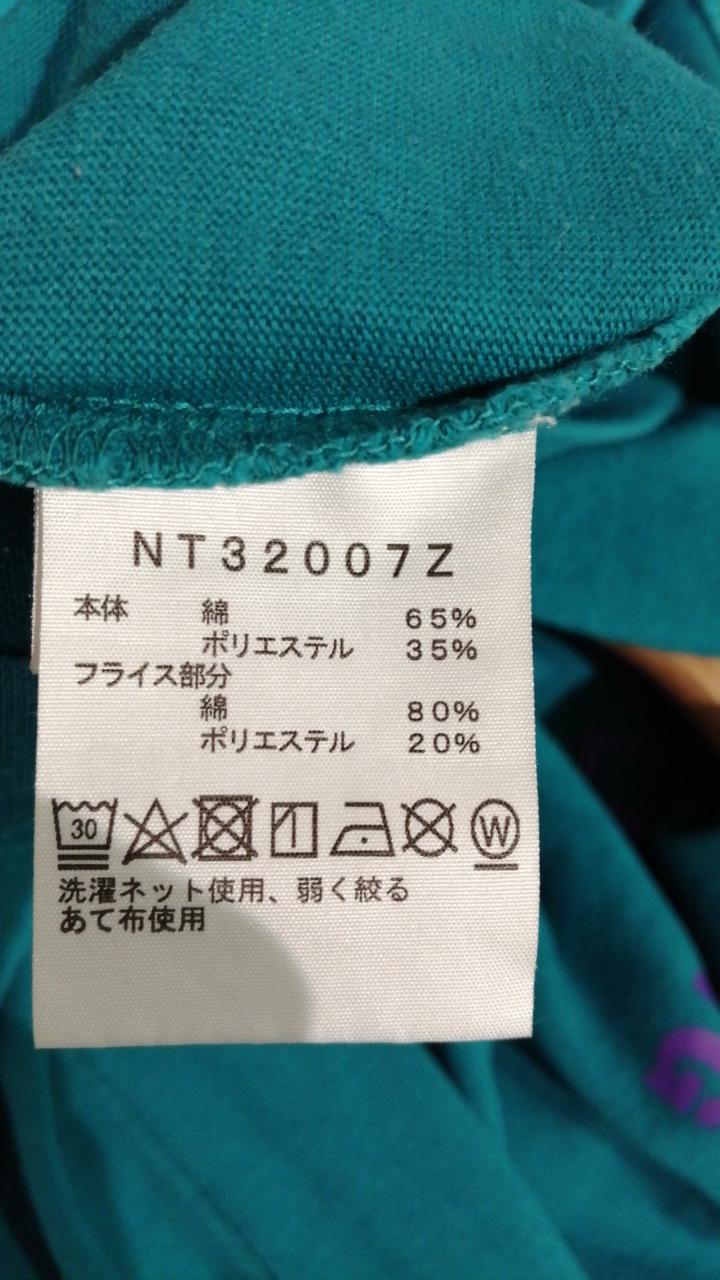 NT32007Z
本体 綿 65%
ポリエステル 35%
フライス部分
綿 80%
ポリエステル 20%
30 W
洗濯ネット使用、弱く絞る
あて布使用